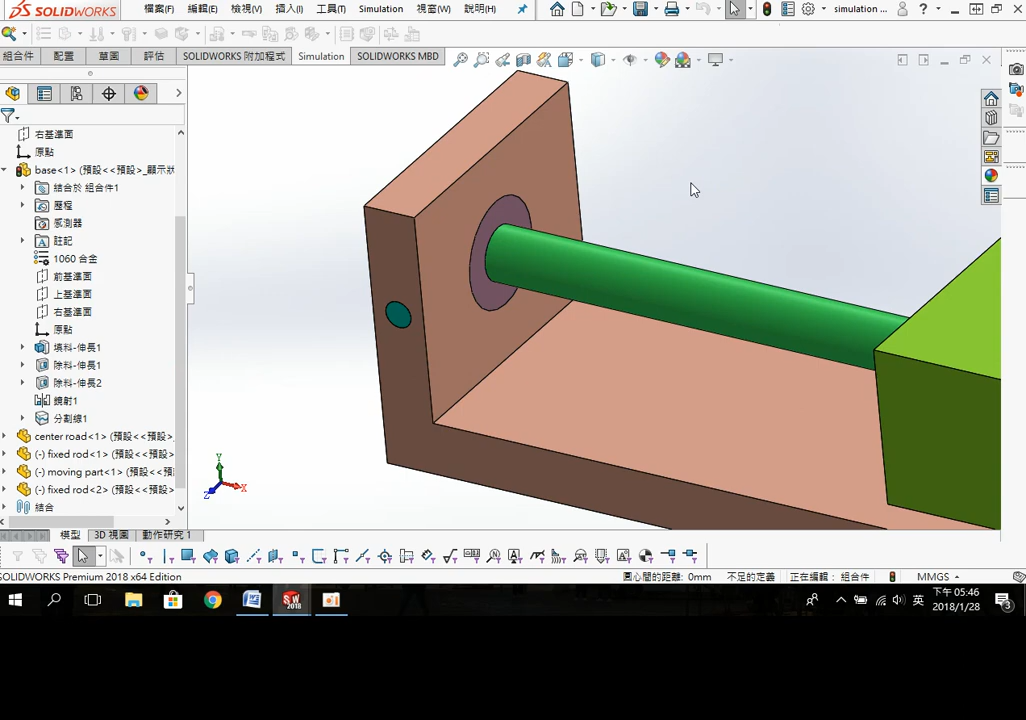 SOLIDWORKS 檔案(F) 編輯(E) 檢視(V) 插入(I) 工具(T) Simulation 視窗(W) 說明(H) simulation ...
組合件 配置 草圖 評估 SOLIDWORKS 附加程式 Simulation SOLIDWORKS MBD
右基準面
原點
base<1> (預設<<預設>_顯示狀
結合於 組合件1
歷程
感測器
註記
1060 合金
前基準面
上基準面
右基準面
原點
填料-伸長1
除料-伸長1
除料-伸長2
鏡射1
分割線1
center road<1> (預設<<預設>_
(-) fixed rod<1> (預設<<預設>
(-) moving part<1> (預設<<預
(-) fixed rod<2> (預設<<預設>
結合
Y
Z X
模型 3D 視圖 動作研究 1
SOLIDWORKS Premium 2018 x64 Edition 圓心間的距離: 0mm 不足的定義 正在編輯: 組合件 MMGS
SW 2018 英 下午 05:46
2018/1/28 3